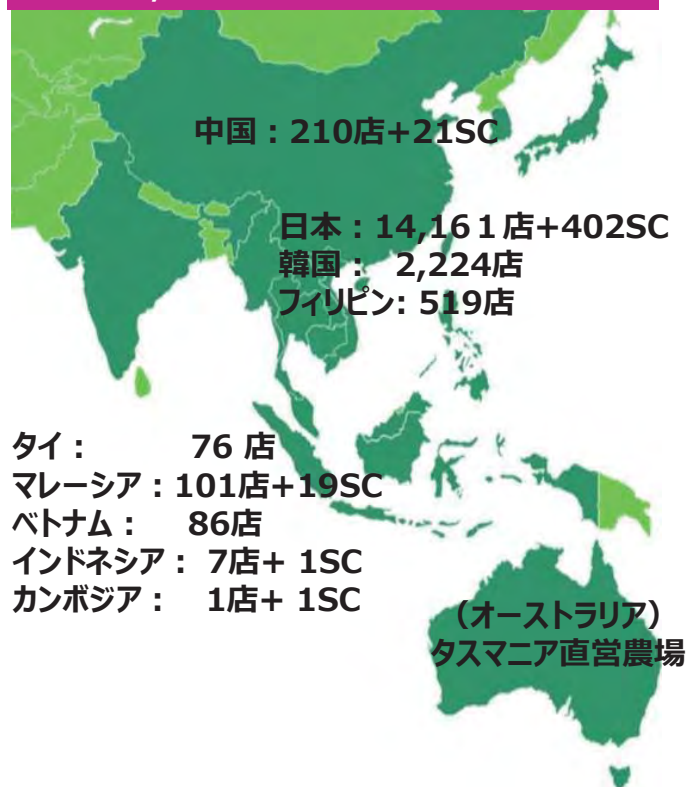 中国：210店+21SC
日本：14,16１店+402SC
韓国： 2,224店
フィリピン: 519店
タイ： 76 店
マレーシア：101店+19SC
ベトナム： 86店
インドネシア： 7店+ 1SC
カンボジア： 1店+ 1SC
（オーストラリア）
タスマニア直営農場